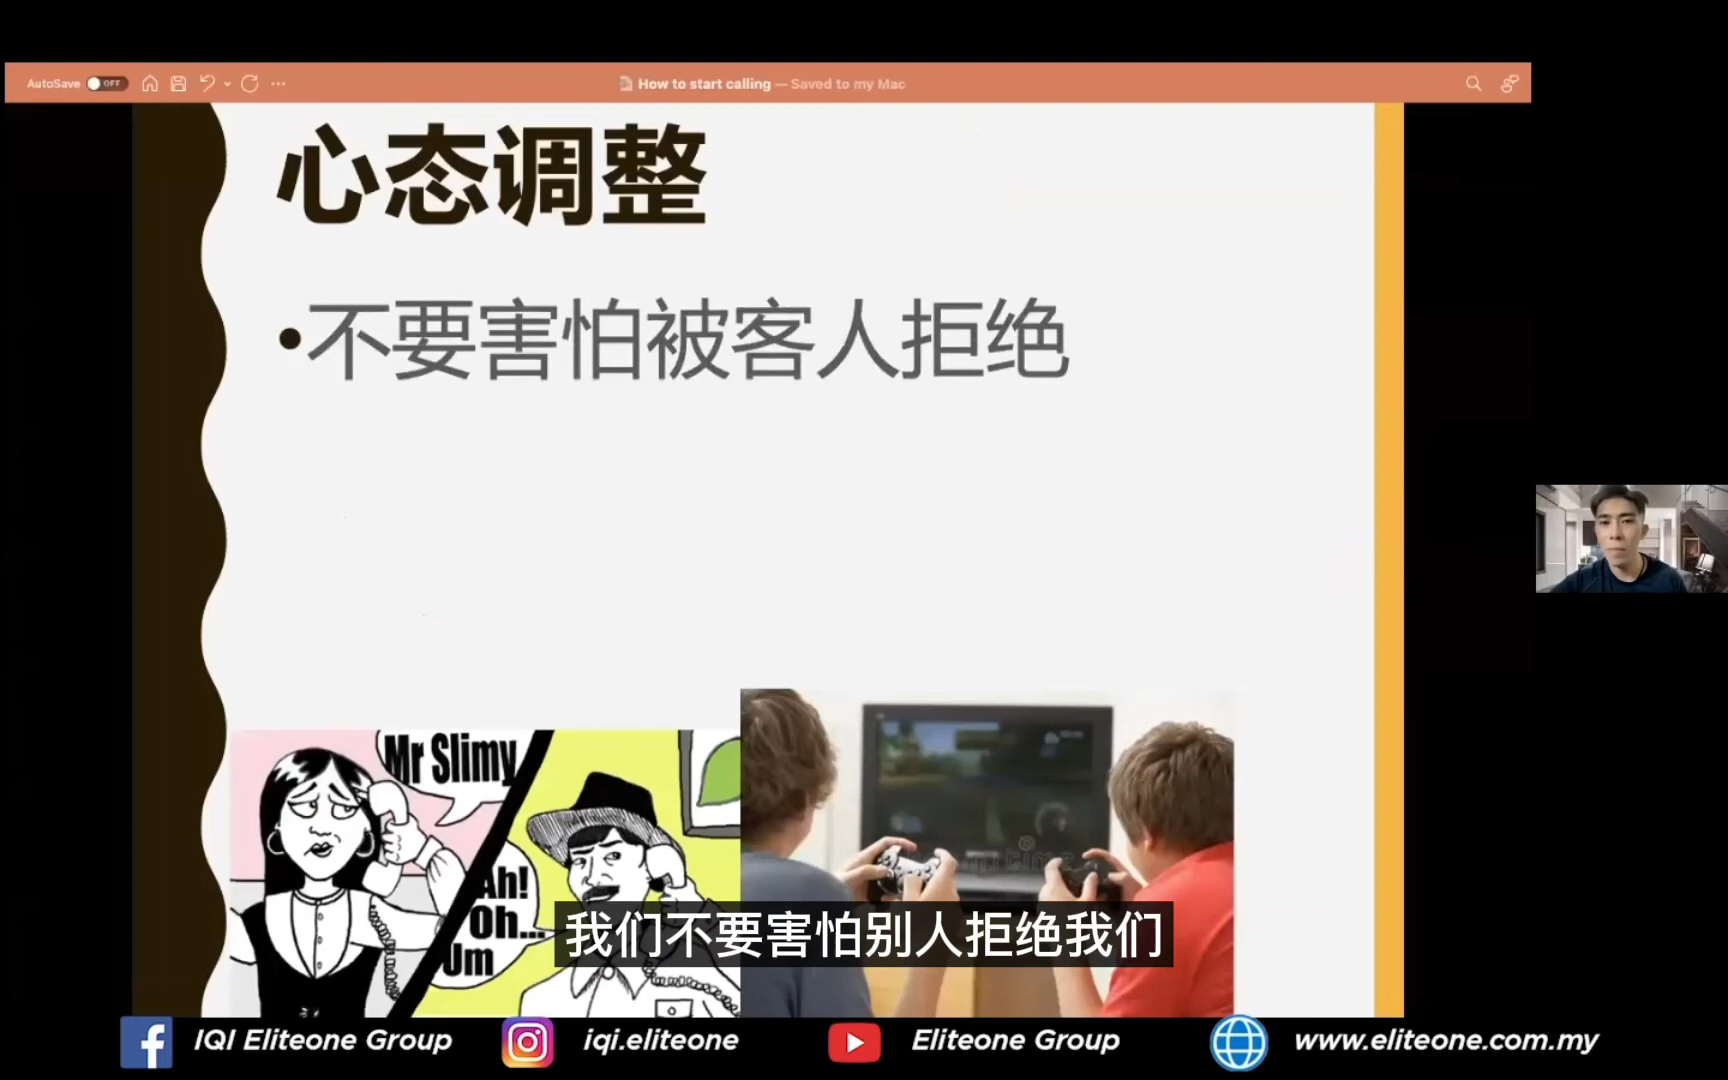 AutoSave OFF
How to start calling — Saved to my Mac
心态调整
•不要害怕被客人拒绝
Mr Slimy
Ah!
Oh...
Um
我们不要害怕别人拒绝我们
IQI Eliteone Group
iqi.eliteone
Eliteone Group
www.eliteone.com.my